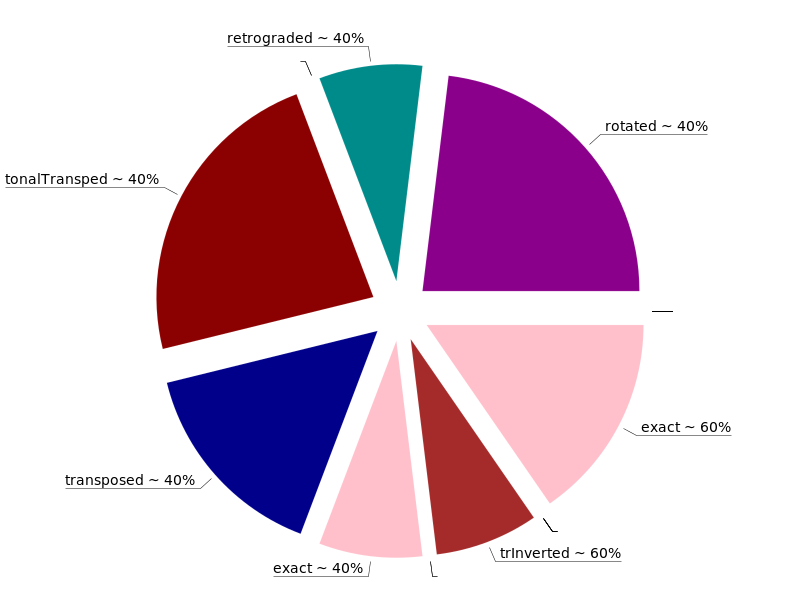 retrograded ~ 40%
rotated ~ 40%
tonalTransped ~ 40%
exact ~ 60%
transposed ~ 40%
trInverted ~ 60%
exact ~ 40%